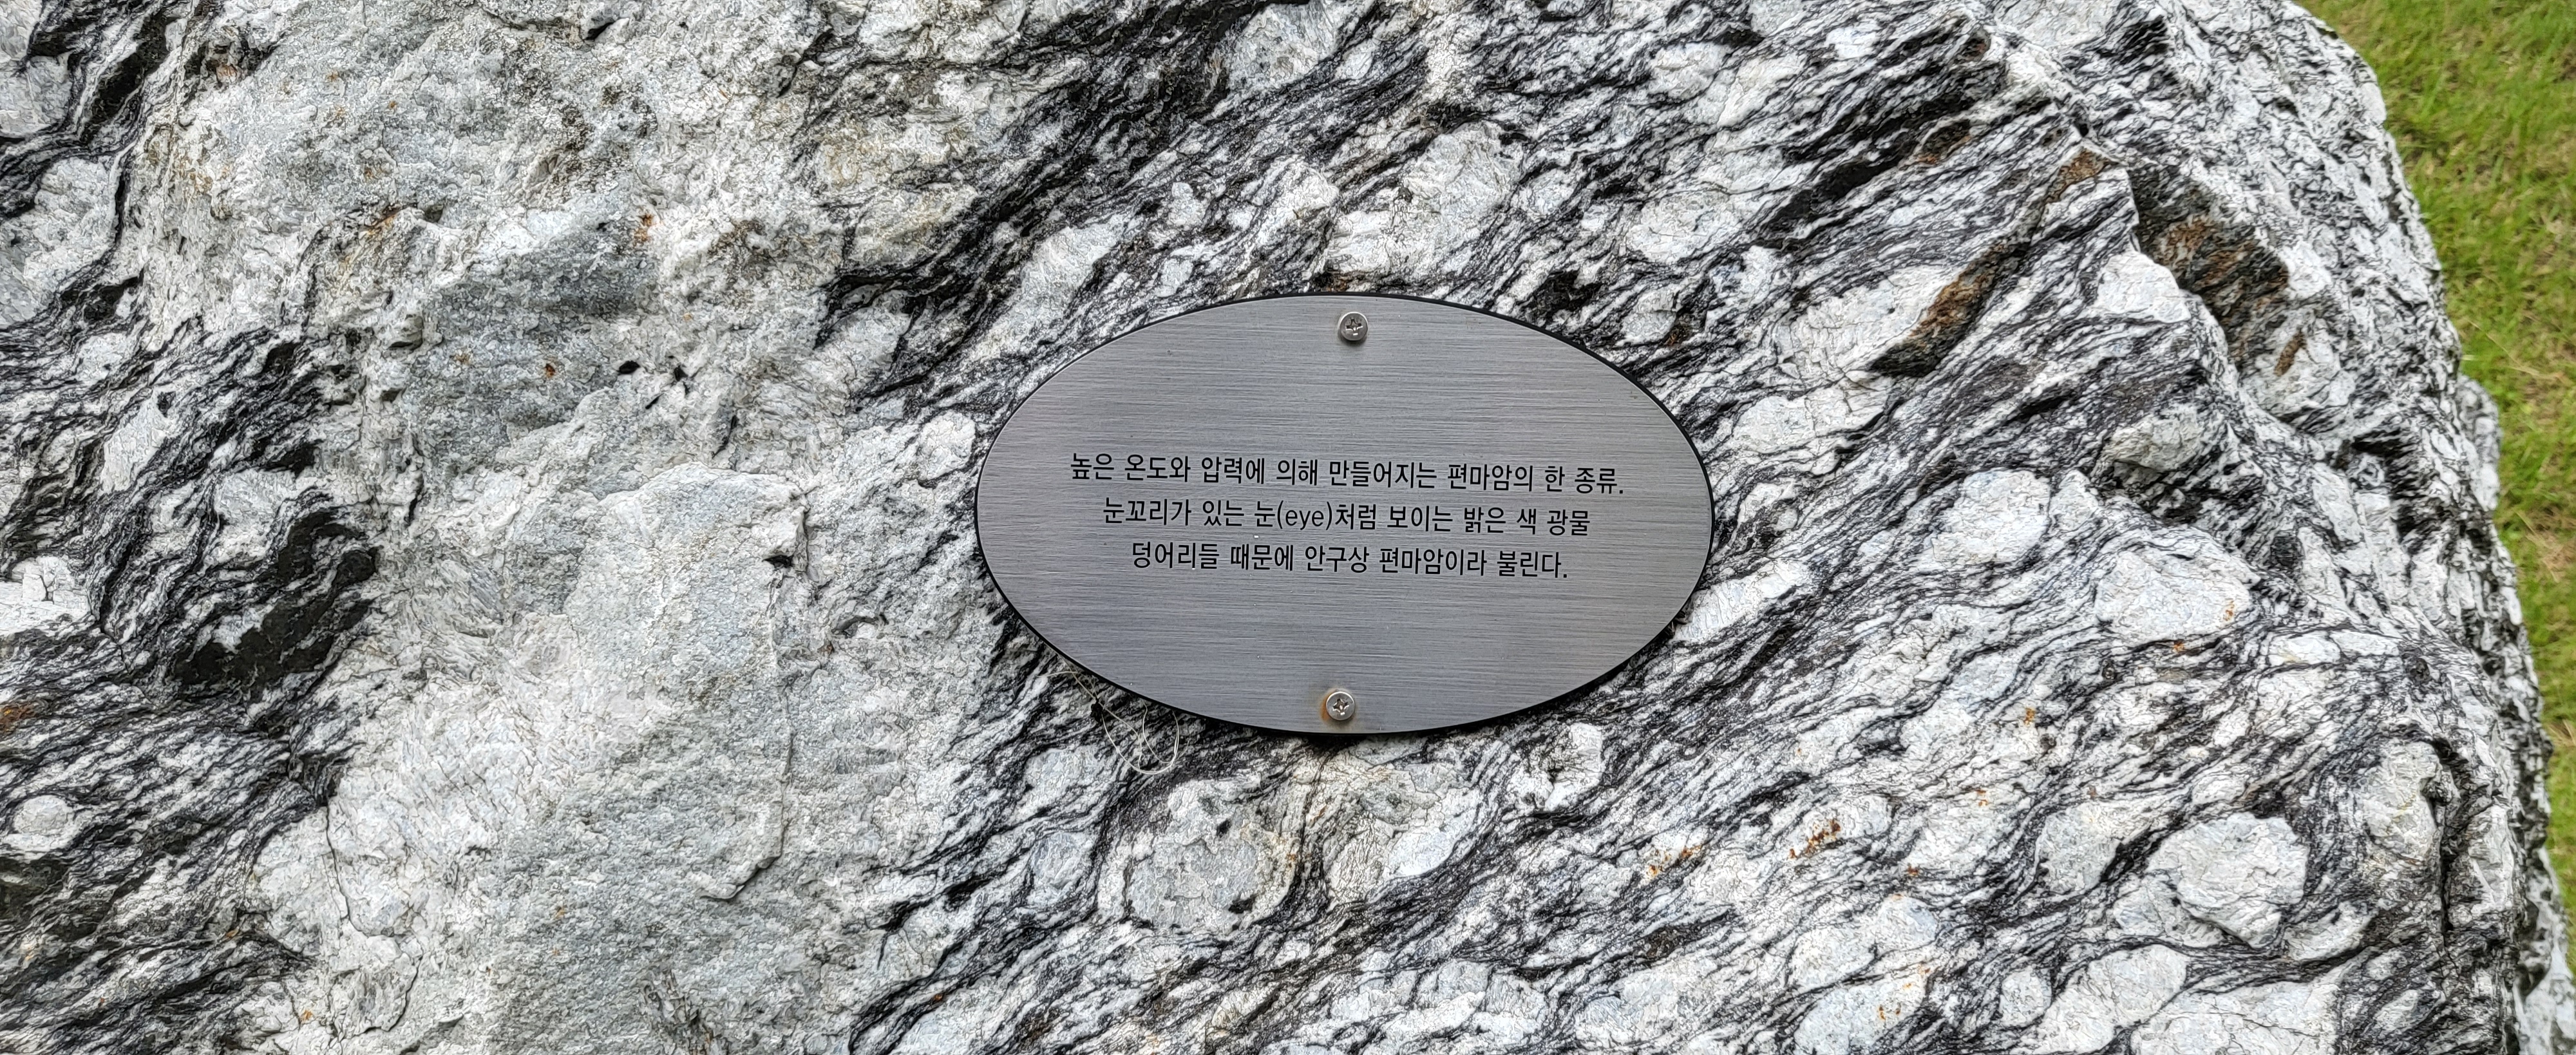 높은 온도와 압력에 의해 만들어지는 편마암의 한 종류.
눈꼬리가 있는 눈(eye)처럼 보이는 밝은 색 광물
덩어리들 때문에 안구상 편마암이라 불린다.